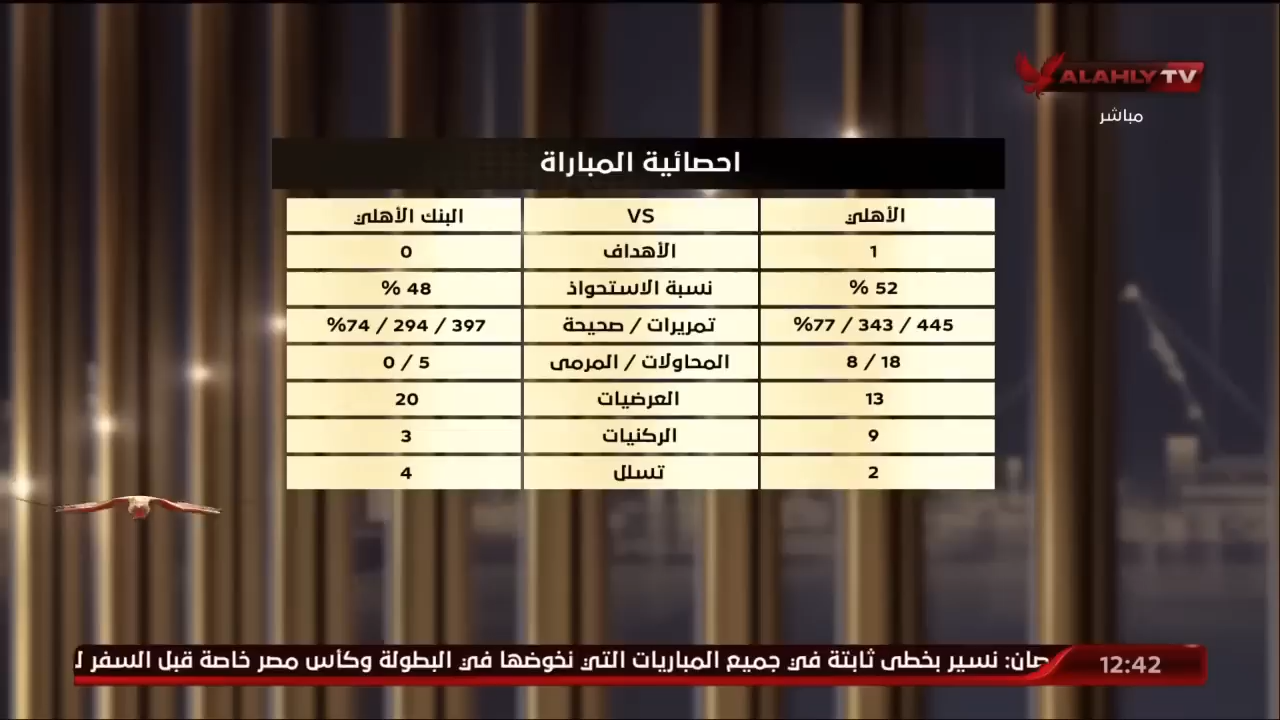 ALAHLY TV
مباشر
احصائية المباراة
الأهلي VS البنك الأهلي
1 الأهداف 0
52 % نسبة الاستحواذ 48 %
445 / 343 / 77% تمريرات / صحيحة 397 / 294 / 74%
18 / 8 المحاولات / المرمى 5 / 0
13 العرضيات 20
9 الركنيات 3
2 تسلل 4
12:42 صان: نسير بخطى ثابتة في جميع المباريات التي نخوضها في البطولة وكأس مصر خاصة قبل السفر ل